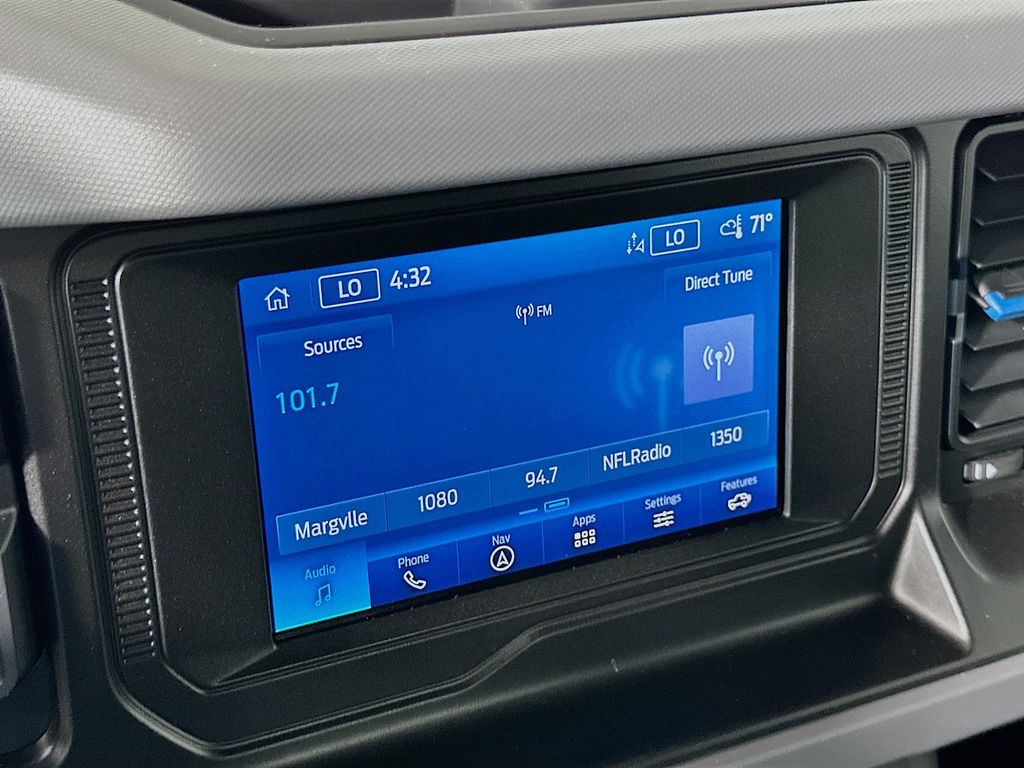 LO 4:32 LO 71°
FM
Sources Direct Tune
101.7
Margvlle 1080 94.7 NFLRadio 1350
Audio Phone Nav Apps Settings Features